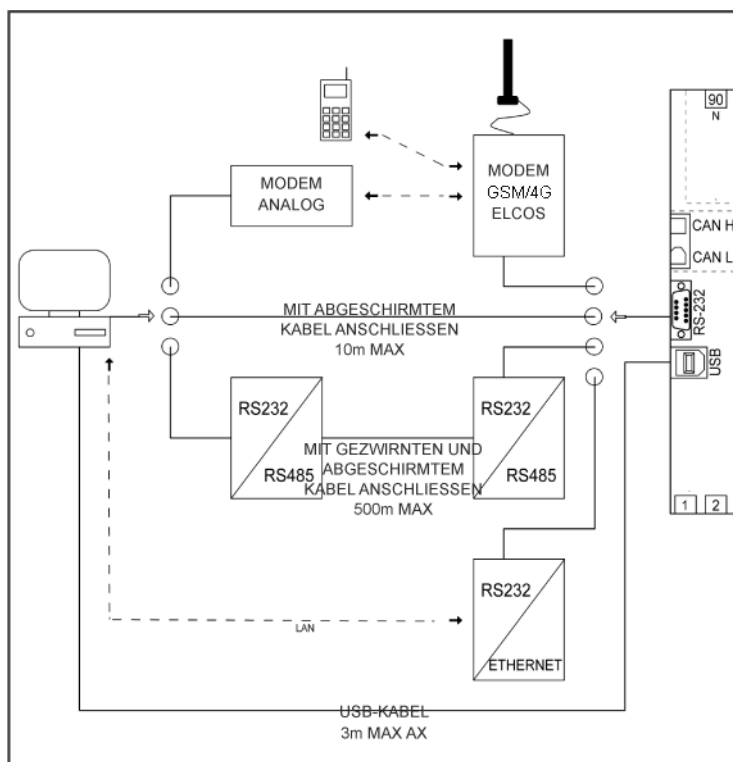 90
N
MODEM
ANALOG
MODEM
GSM/4G
ELCOS
CAN H
CAN L
MIT ABGESCHIRMTEM
KABEL ANSCHLIESSEN
10m MAX
RS-232
USB
RS232
RS485
RS232
RS485
MIT GEZWIRNTEN UND
ABGESCHIRMTEM
KABEL ANSCHLIESSEN
500m MAX
1 2
RS232
ETHERNET
LAN
USB-KABEL
3m MAX AX